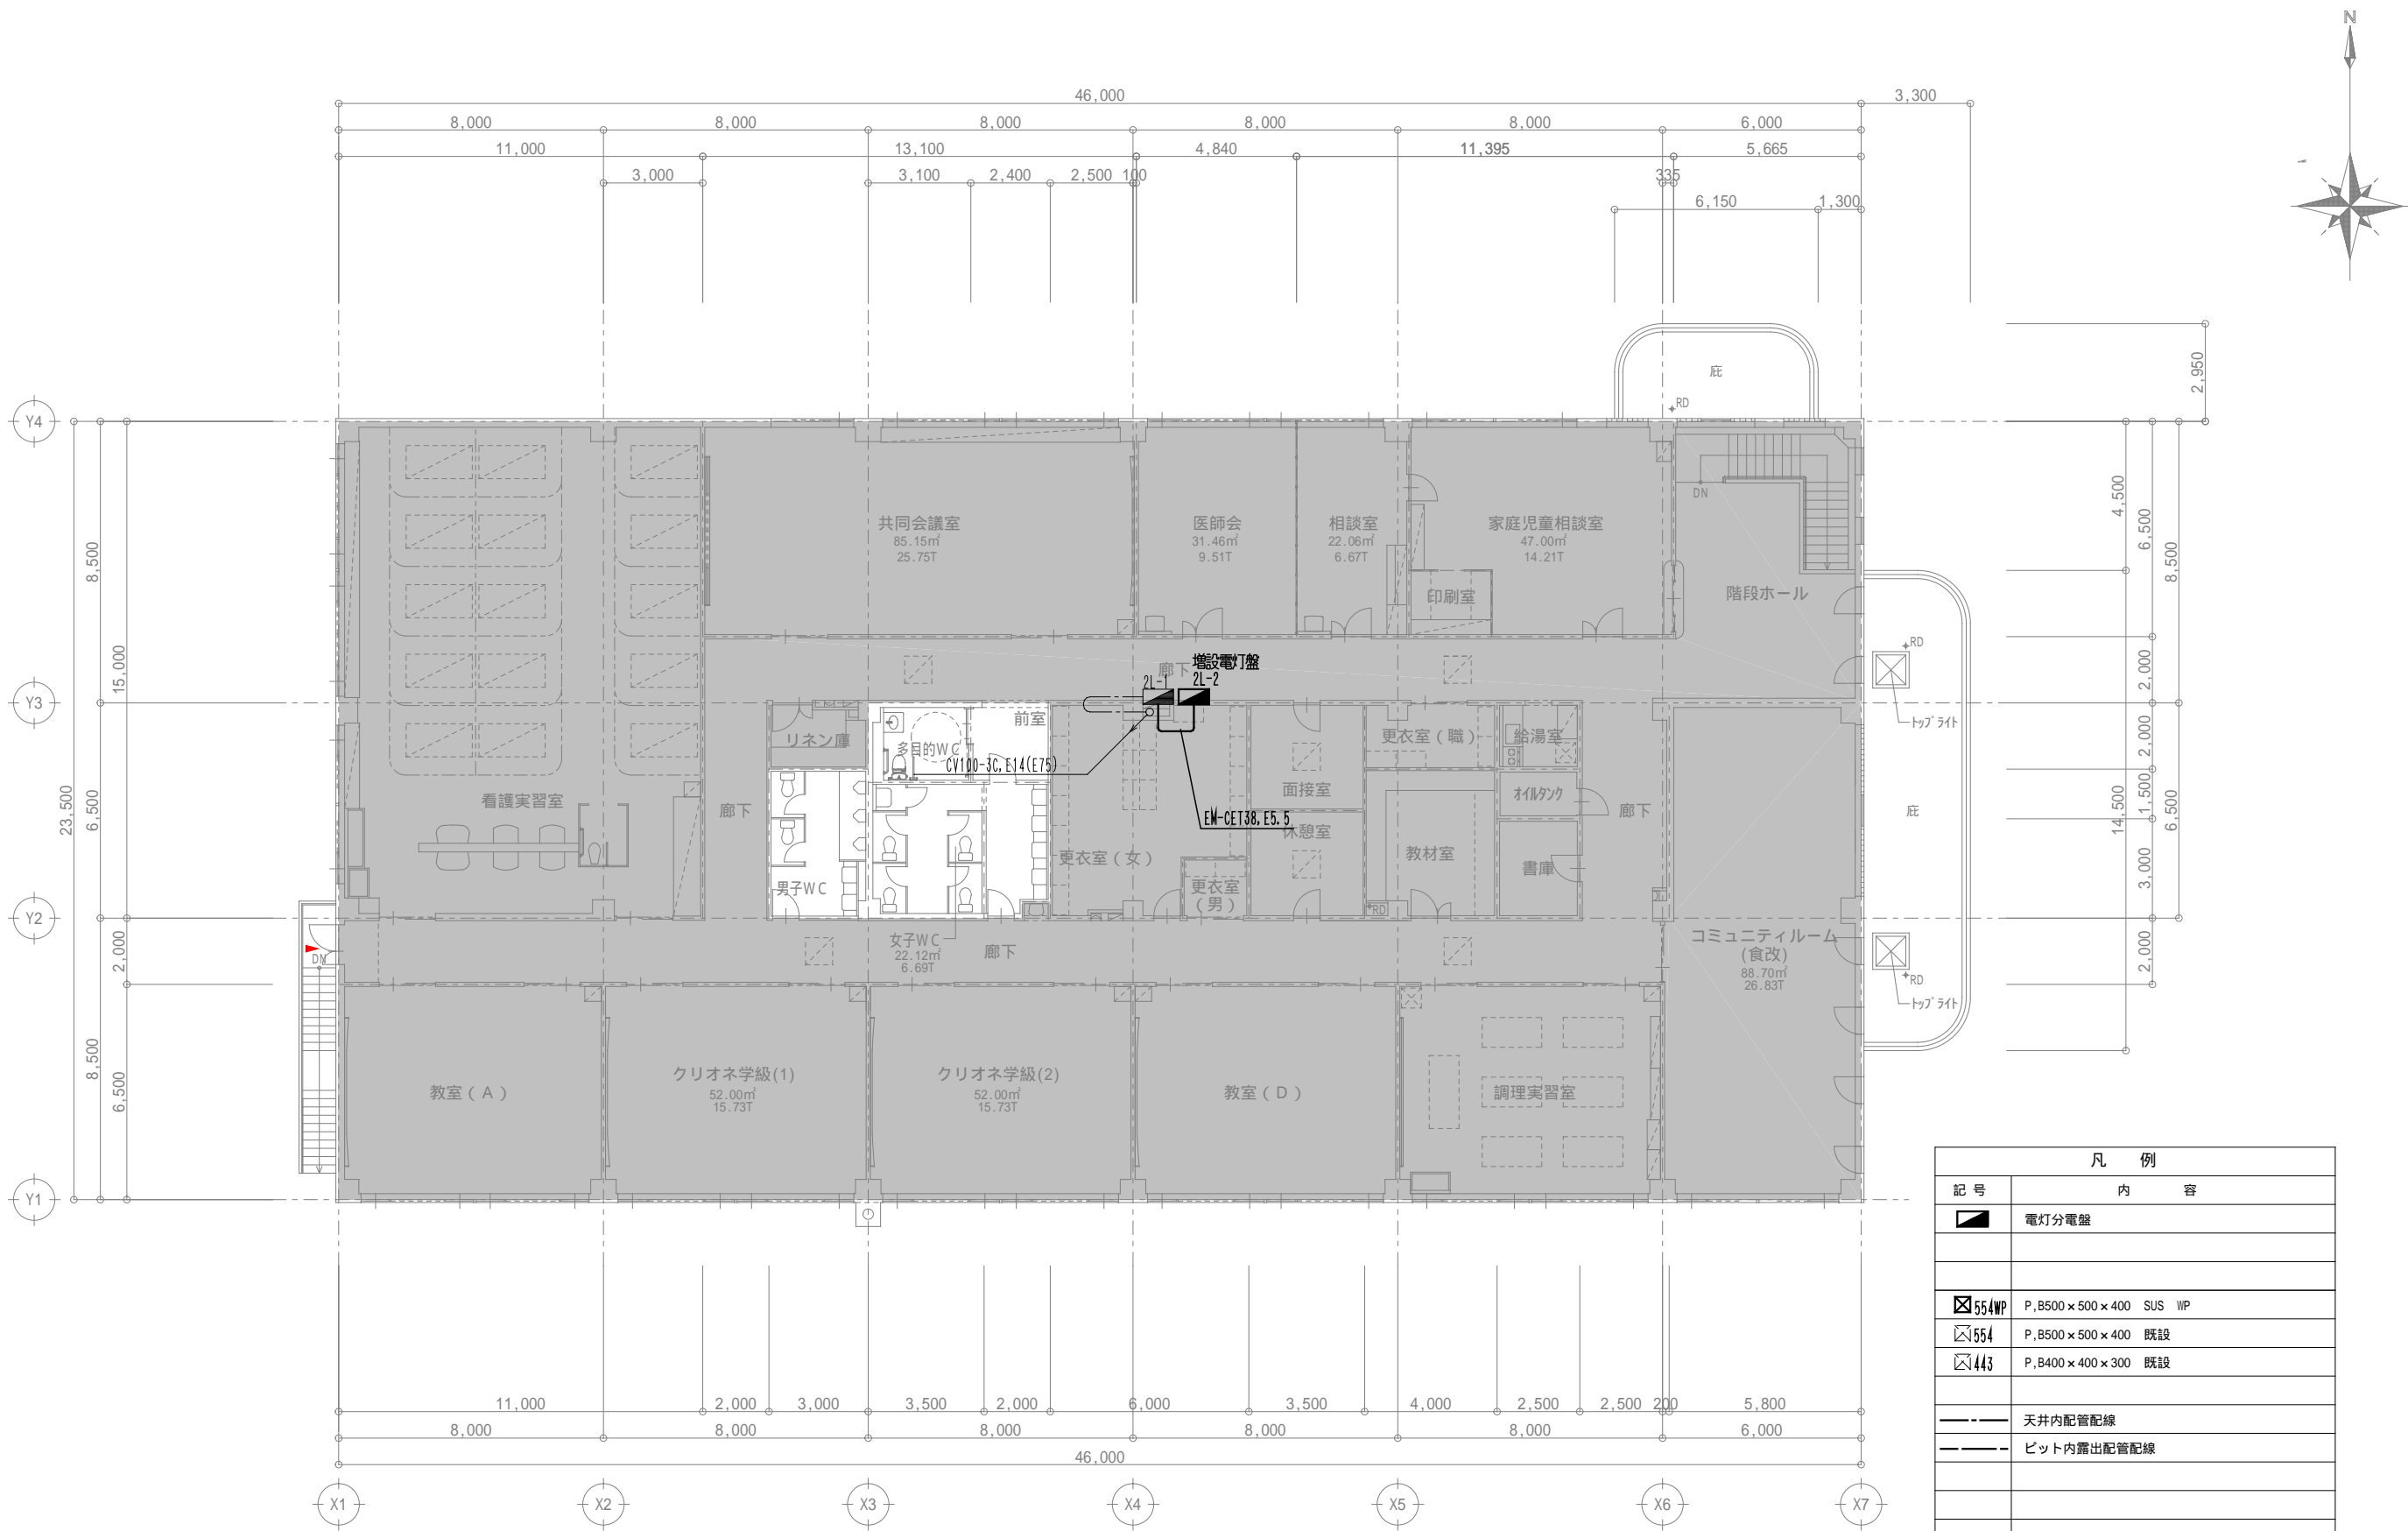 N
46,000
3,300
8,000
8,000
8,000
8,000
8,000
6,000
11,000
13,100
4,840
11,395
5,665
3,000
3,100
2,400
2,500
100
335
6,150
1,300
庇
2,950
RD
Y4
Y3
Y2
Y1
23,500
8,500
6,500
8,500
15,000
2,000
6,500
共同会議室
85.15㎡
25.75T
医師会
31.46㎡
9.51T
相談室
22.06㎡
6.67T
家庭児童相談室
47.00㎡
14.21T
印刷室
DN
階段ホール
4,500
14,500
6,500
2,000
2,000
1,500
3,000
2,000
8,500
6,500
廊下
増設電灯盤
2L-1
2L-2
RD
トップライト
リネン庫
多目的WC
前室
CV100-3C,E14(E75)
EM-CET38,E5.5
更衣室(職)
給湯室
面接室
オイルタンク
休憩室
教材室
書庫
廊下
看護実習室
廊下
男子WC
更衣室(女)
更衣室
(男)
RD
庇
女子WC
22.12㎡
6.69T
廊下
コミュニティルーム
(食改)
88.70㎡
26.83T
RD
トップライト
DN
教室(A)
クリオネ学級(1)
52.00㎡
15.73T
クリオネ学級(2)
52.00㎡
15.73T
教室(D)
調理実習室
凡 例
記号 内 容
電灯分電盤
554WP P,B500×500×400 SUS WP
554 P,B500×500×400 既設
443 P,B400×400×300 既設
天井内配管配線
ピット内露出配管配線
11,000
2,000
3,000
3,500
2,000
6,000
3,500
4,000
2,500
2,500
200
5,800
8,000
8,000
8,000
8,000
8,000
6,000
46,000
X1
X2
X3
X4
X5
X6
X7